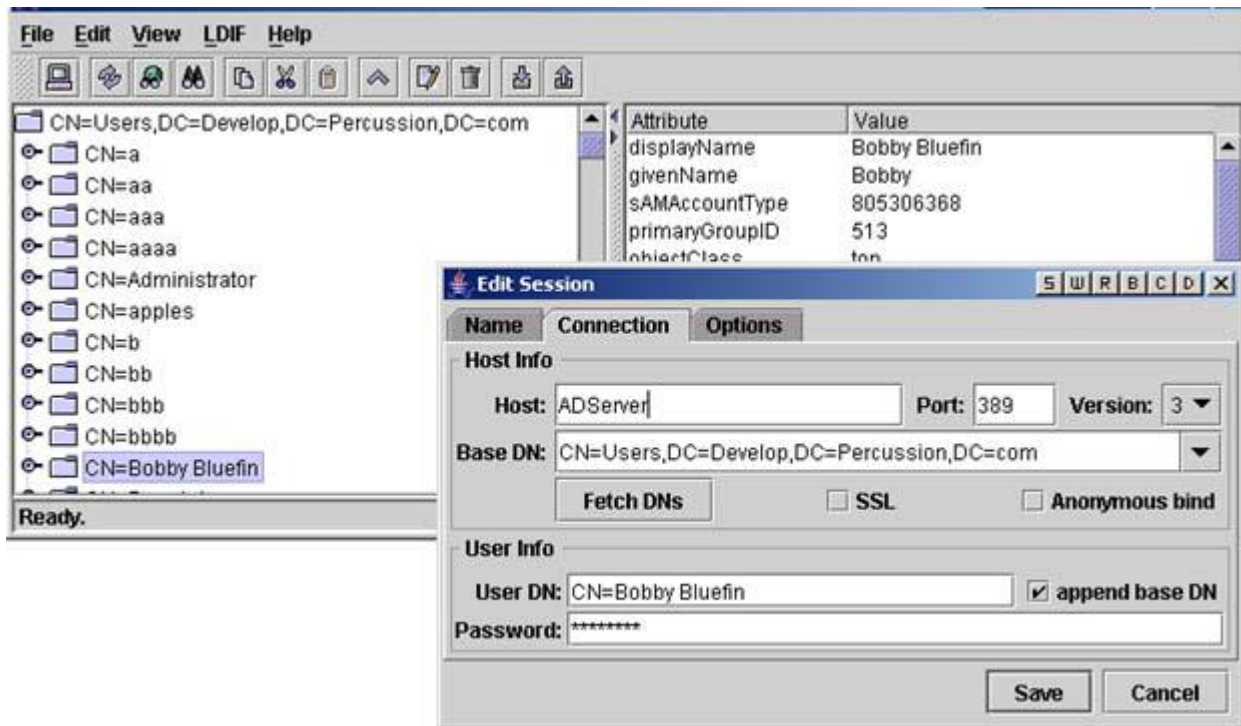 File Edit View LDIF Help
CN=Users,DC=Develop,DC=Percussion,DC=com
CN=a
CN=aa
CN=aaa
CN=aaaa
CN=Administrator
CN=apples
CN=b
CN=bb
CN=bbb
CN=bbbb
CN=Bobby Bluefin
Ready.
Attribute Value
displayName Bobby Bluefin
givenName Bobby
sAMAccountType 805306368
primaryGroupID 513
objectClass top
Edit Session S W R B C D X
Name Connection Options
Host Info
Host: ADServer Port: 389 Version: 3
Base DN: CN=Users,DC=Develop,DC=Percussion,DC=com
Fetch DNs SSL Anonymous bind
User Info
User DN: CN=Bobby Bluefin append base DN
Password: ********
Save Cancel